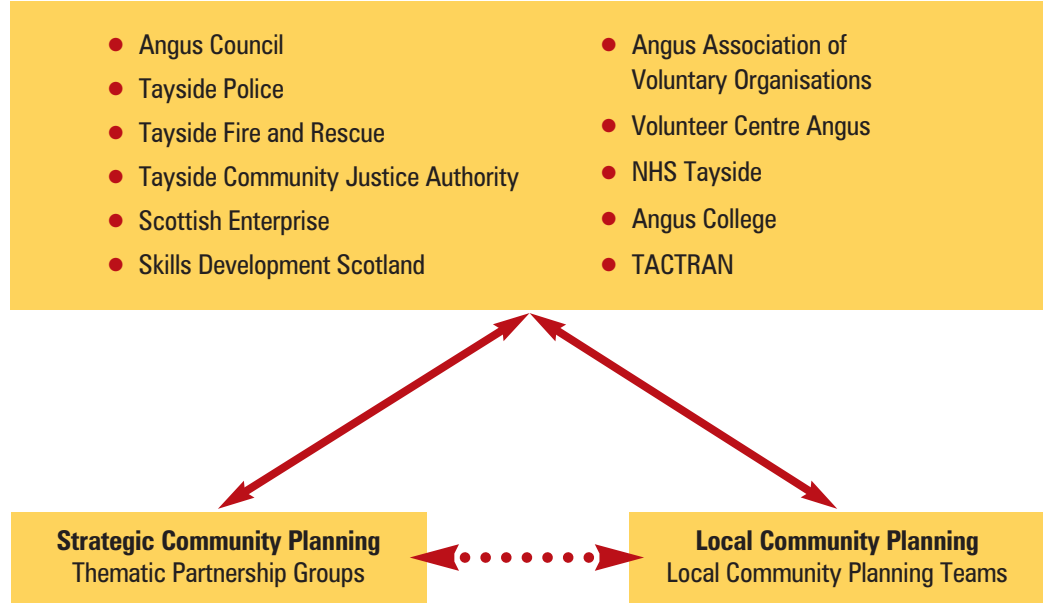 Angus Council
Tayside Police
Tayside Fire and Rescue
Tayside Community Justice Authority
Scottish Enterprise
Skills Development Scotland
Angus Association of
Voluntary Organisations
Volunteer Centre Angus
NHS Tayside
Angus College
TACTRAN
Strategic Community Planning
Thematic Partnership Groups
Local Community Planning
Local Community Planning Teams